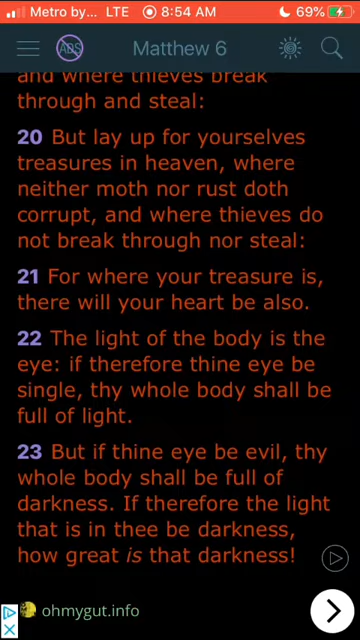 Metro by... LTE 8:54 AM 69%
ADS Matthew 6
and where thieves break
through and steal:
20 But lay up for yourselves
treasures in heaven, where
neither moth nor rust doth
corrupt, and where thieves do
not break through nor steal:
21 For where your treasure is,
there will your heart be also.
22 The light of the body is the
eye: if therefore thine eye be
single, thy whole body shall be
full of light.
23 But if thine eye be evil, thy
whole body shall be full of
darkness. If therefore the light
that is in thee be darkness,
how great is that darkness!
ohmygut.info